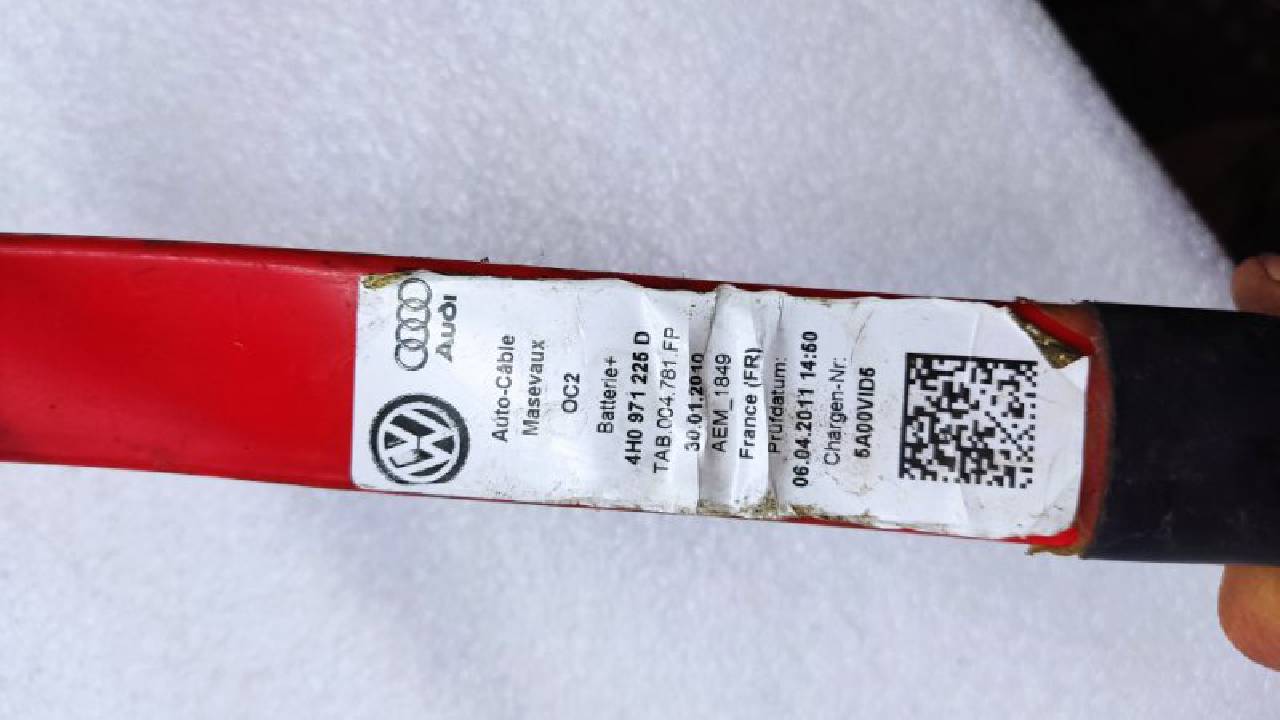 Audi
Auto-Câble
Masevaux
OC2
Batterie+
4H0 971 225 D
TAB.004.781.FP
30.01.2010
AEM_1849
France (FR)
Prüfdatum:
06.04.2011 14:50
Chargen-Nr:
5A00VID5